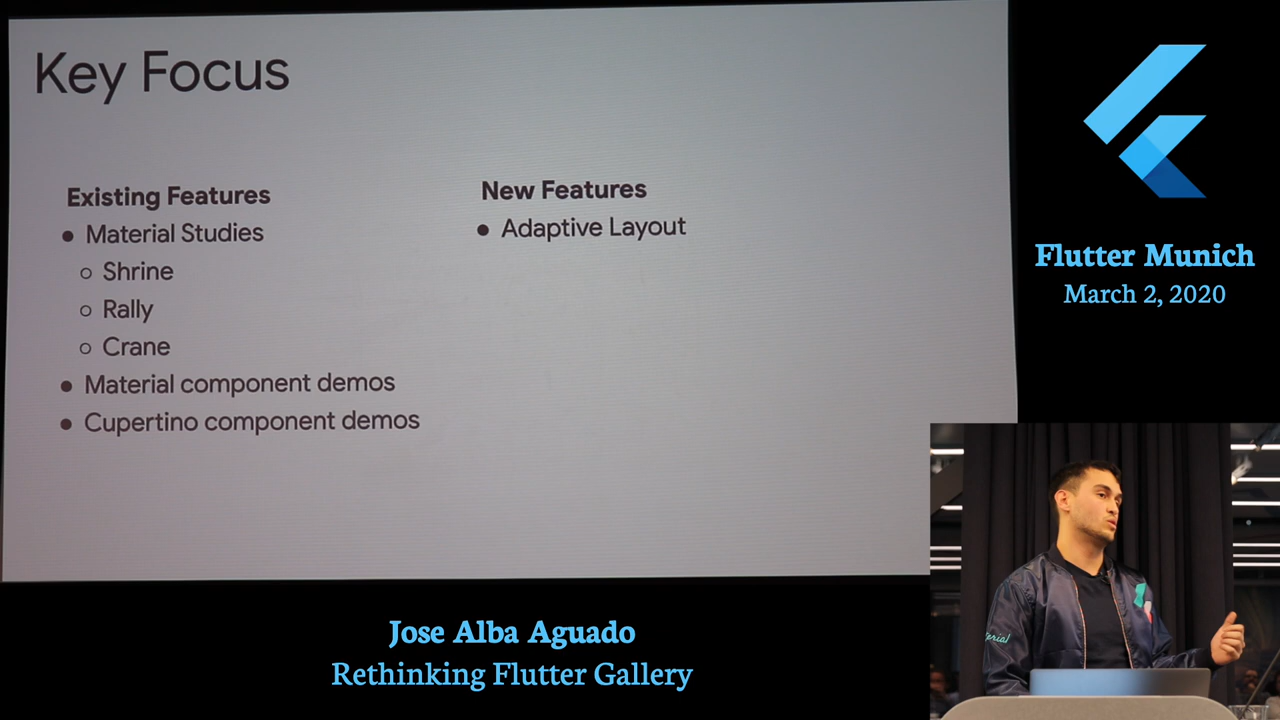 Key Focus
Existing Features
● Material Studies
○ Shrine
○ Rally
○ Crane
● Material component demos
● Cupertino component demos
New Features
● Adaptive Layout
Flutter Munich
March 2, 2020
Jose Alba Aguado
Rethinking Flutter Gallery